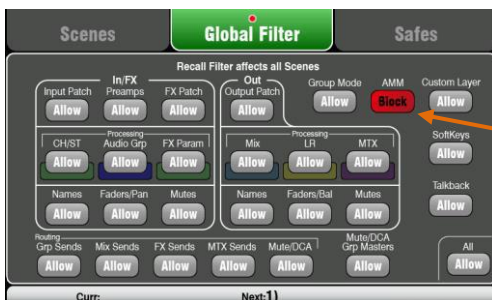 Scenes Global Filter Safes
Recall Filter affects all Scenes
In/FX Out
Input Patch Preamps FX Patch Output Patch Group Mode AMM Custom Layer
Allow Allow Allow Allow Allow Block Allow
Processing Processing
CH/ST Audio Grp FX Param Mix LR MTX SoftKeys
Allow Allow Allow Allow Allow Allow Allow
Names Faders/Pan Mutes Names Faders/Bal Mutes Talkback
Allow Allow Allow Allow Allow Allow Allow
Routing Mute/DCA
Grp Sends Mix Sends FX Sends MTX Sends Mute/DCA Grp Masters All
Allow Allow Allow Allow Allow Allow Allow
Curr: Next:1)